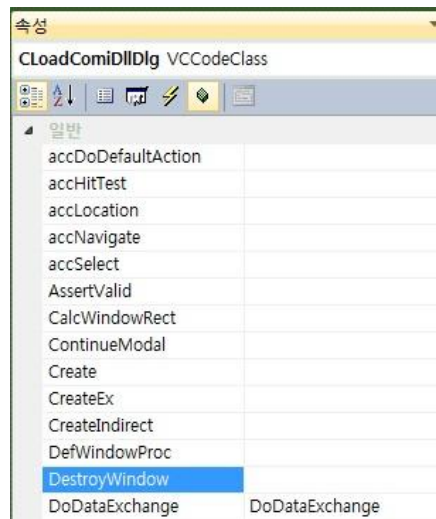 속성
CLoadComiDllDlg VCCodeClass
일반
accDoDefaultAction
accHitTest
accLocation
accNavigate
accSelect
AssertValid
CalcWindowRect
ContinueModal
Create
CreateEx
CreateIndirect
DefWindowProc
DestroyWindow
DoDataExchange DoDataExchange